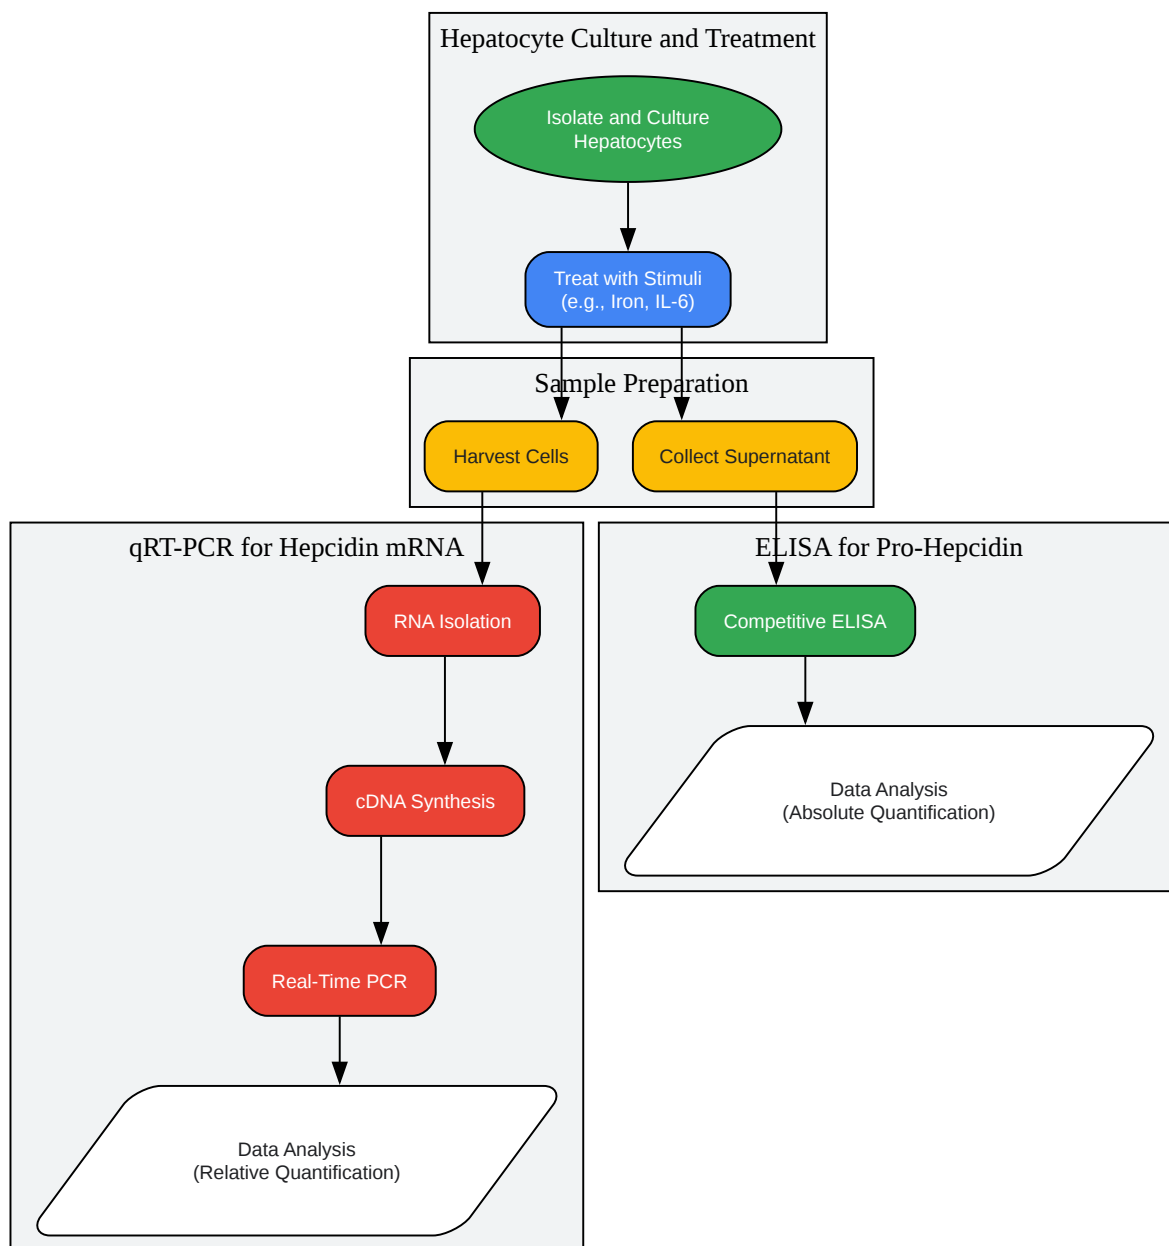 Hepatocyte Culture and Treatment
Isolate and Culture
Hepatocytes
Treat with Stimuli
(e.g., Iron, IL-6)
Sample Preparation
Harvest Cells
Collect Supernatant
qRT-PCR for Hepcidin mRNA
RNA Isolation
cDNA Synthesis
Real-Time PCR
Data Analysis
(Relative Quantification)
ELISA for Pro-Hepcidin
Competitive ELISA
Data Analysis
(Absolute Quantification)